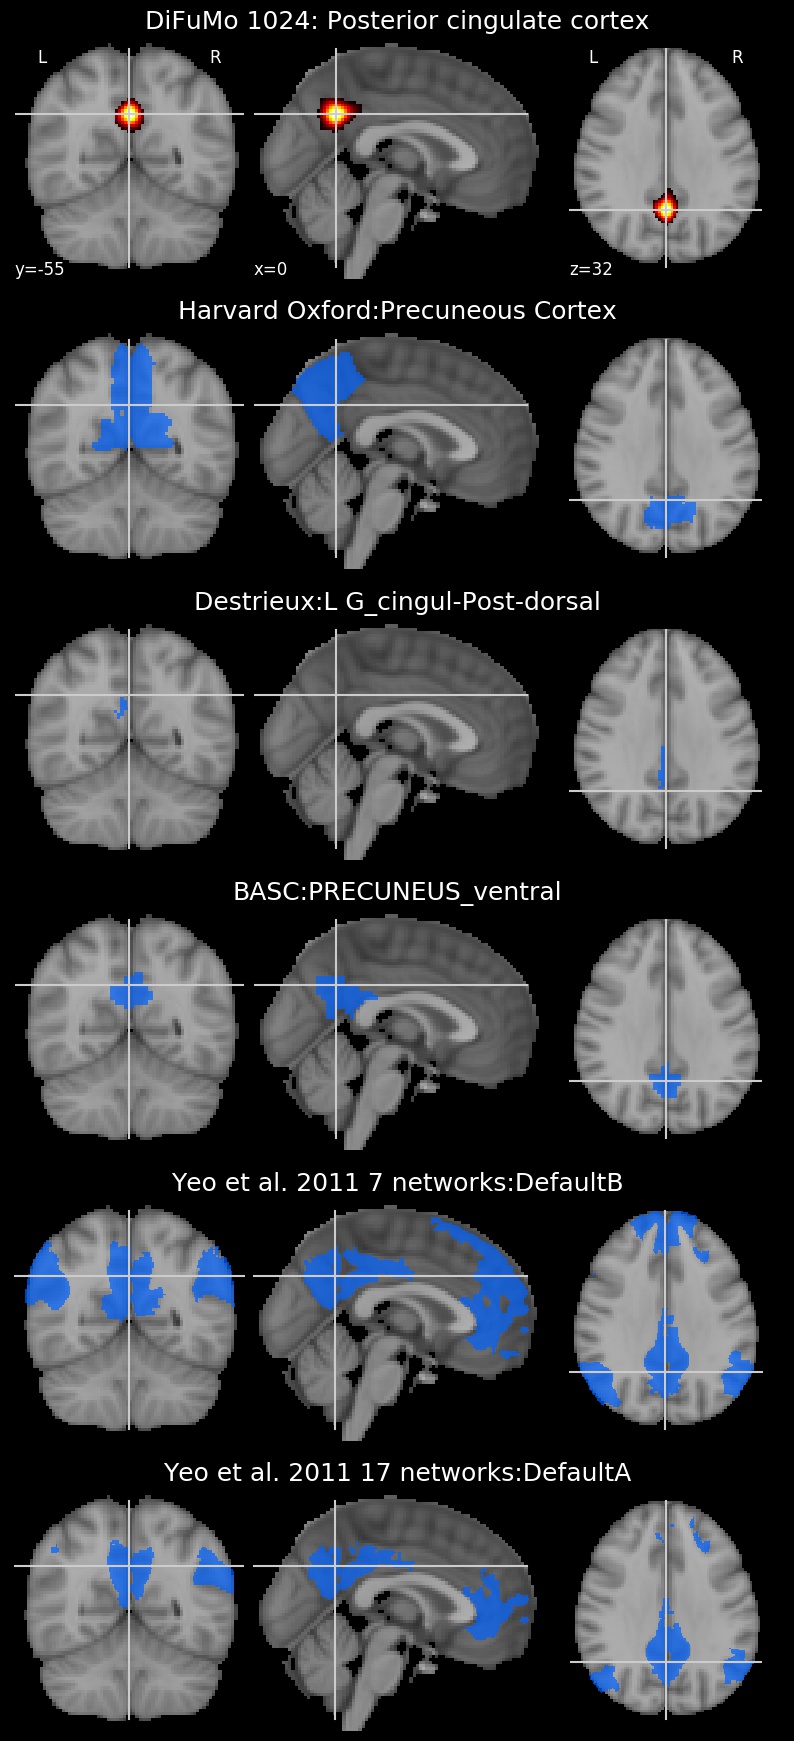 DiFuMo 1024: Posterior cingulate cortex
L R L R
y=-55 x=0 z=32
Harvard Oxford:Precuneous Cortex
Destrieux:L G_cingul-Post-dorsal
BASC:PRECUNEUS_ventral
Yeo et al. 2011 7 networks:DefaultB
Yeo et al. 2011 17 networks:DefaultA